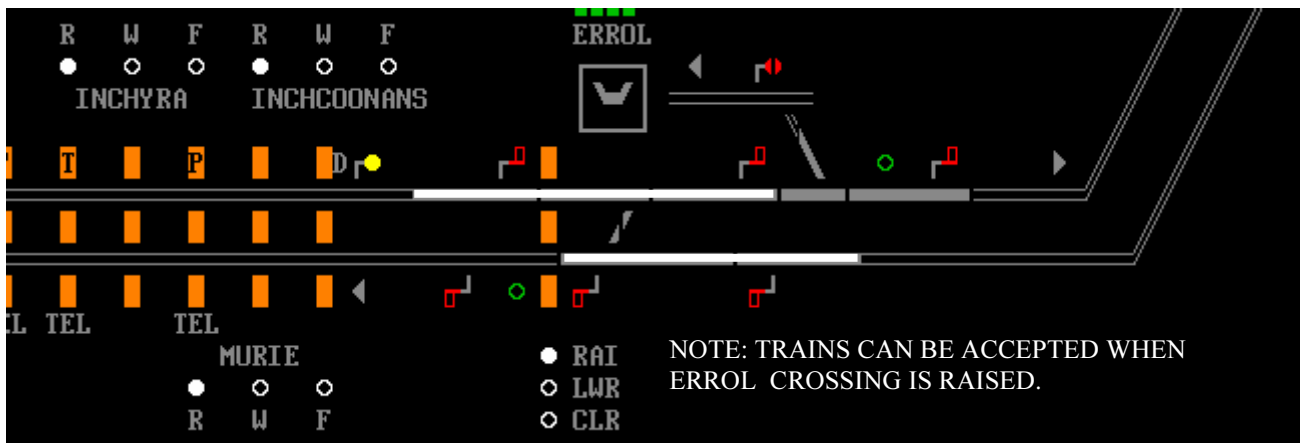 R W F R W F ERROL
INCHYRA INCHCOONANS
T P D
EL TEL TEL
MURIE
RAI
LWR
CLR
R W F
NOTE: TRAINS CAN BE ACCEPTED WHEN
ERROL CROSSING IS RAISED.